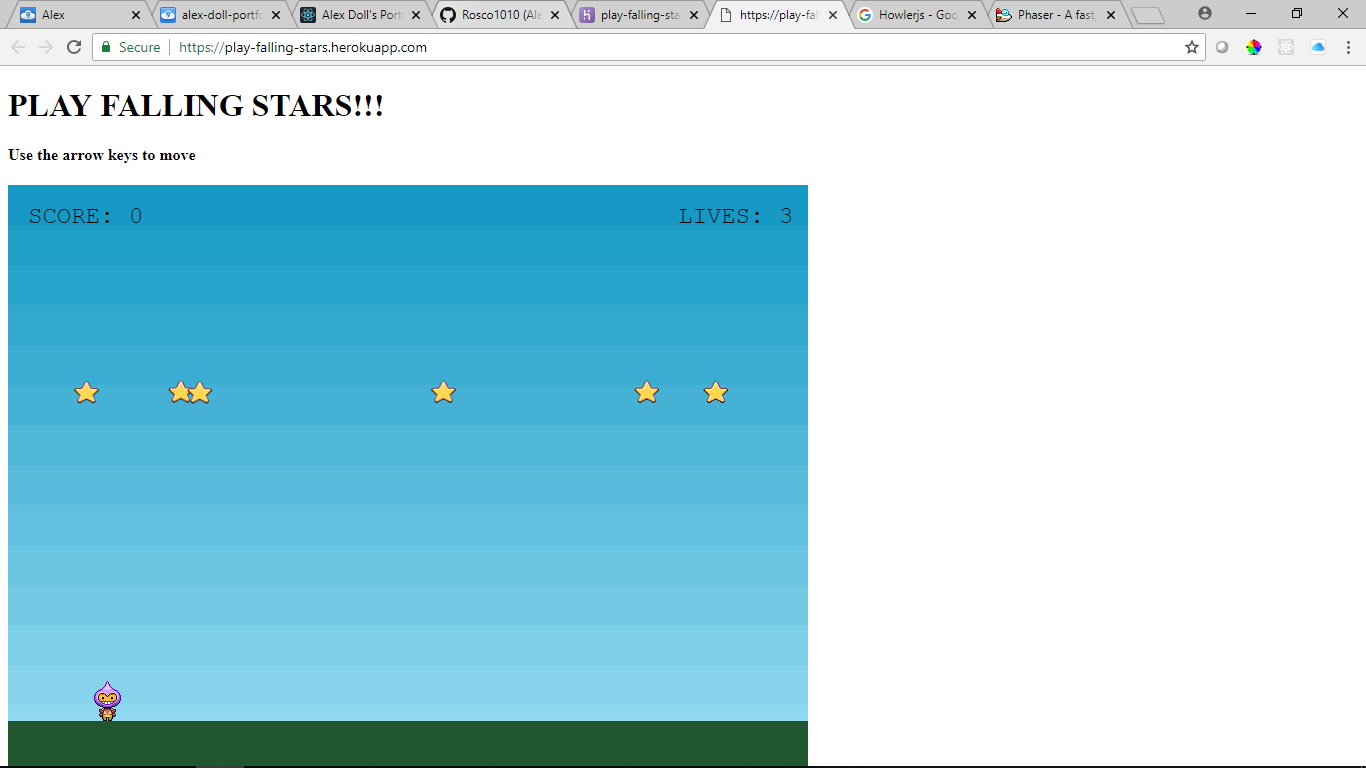 Alex
alex-doll-portfo
Alex Doll's Port
Rosco1010 (Ale
play-falling-sta
https://play-fal
Howlerjs - Goo
Phaser - A fast,
Secure
https://play-falling-stars.herokuapp.com
PLAY FALLING STARS!!!
Use the arrow keys to move
SCORE: 0
LIVES: 3